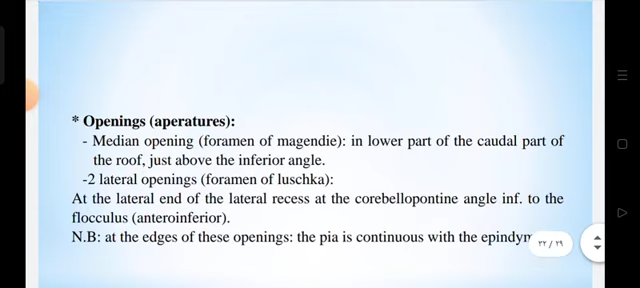 * Openings (aperatures):
- Median opening (foramen of magendie): in lower part of the caudal part of
the roof, just above the inferior angle.
-2 lateral openings (foramen of luschka):
At the lateral end of the lateral recess at the corebellopontine angle inf. to the
flocculus (anteroinferior).
N.B: at the edges of these openings: the pia is continuous with the
٣٢ / ٢٩